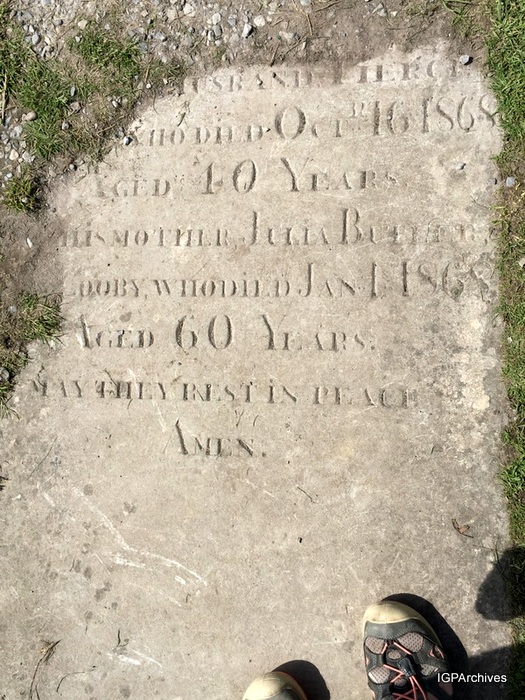 HUSBAND PIERCE
WHO DIED OCT 16 1868
AGED 40 YEARS.
HIS MOTHER, JULIA BUTLER,
DOBY, WHO DIED JAN 1 1868
AGED 60 YEARS.
MAY THEY REST IN PEACE
AMEN.
IGPArchives